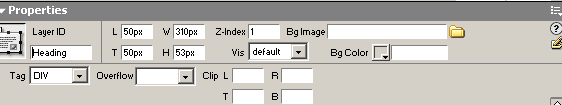 Properties
Layer ID L 50px W 310px Z-Index 1 Bg Image
Heading T 50px H 53px Vis default Bg Color
Tag DIV Overflow Clip L R
T B